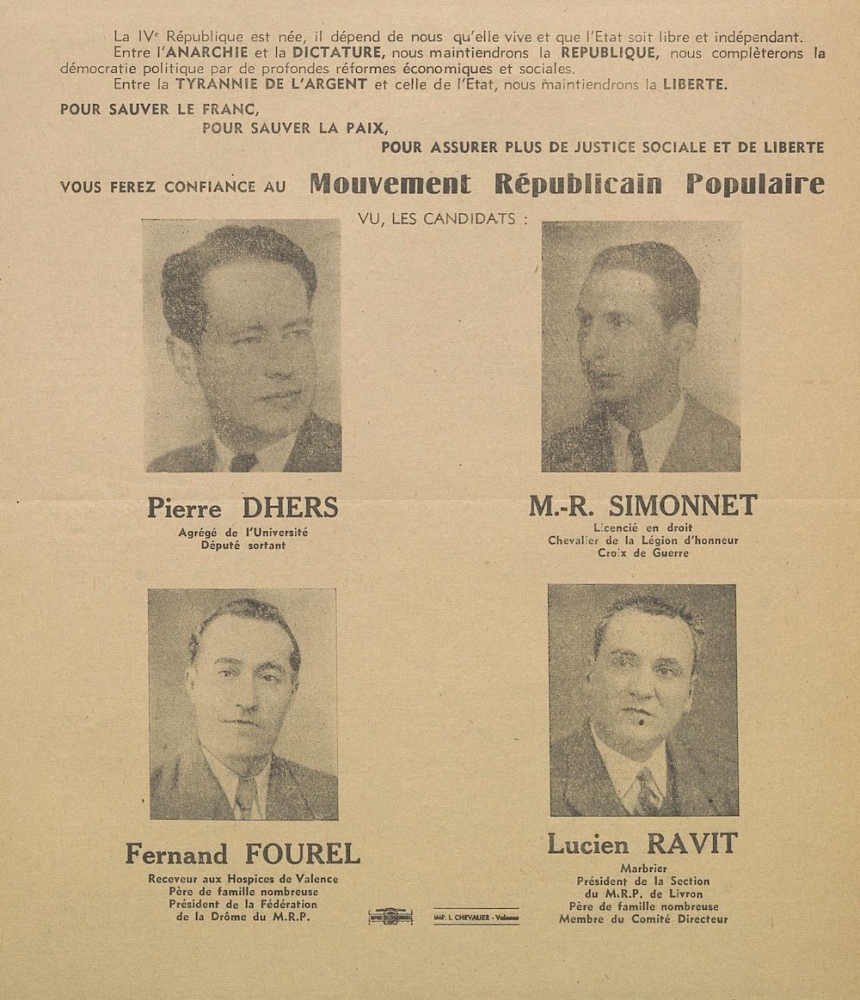 La IVe République est née, il dépend de nous qu'elle vive et que l'Etat soit libre et indépendant.
Entre l'ANARCHIE et la DICTATURE, nous maintiendrons la REPUBLIQUE, nous complèterons la
démocratie politique par de profondes réformes économiques et sociales.
Entre la TYRANNIE DE L'ARGENT et celle de l'Etat, nous maintiendrons la LIBERTE.
POUR SAUVER LE FRANC,
POUR SAUVER LA PAIX,
POUR ASSURER PLUS DE JUSTICE SOCIALE ET DE LIBERTE
VOUS FEREZ CONFIANCE AU Mouvement Républicain Populaire
VU, LES CANDIDATS :
Pierre DHERS
Agrégé de l'Université
Député sortant
M.-R. SIMONNET
Licencié en droit
Chevalier de la Légion d'honneur
Croix de Guerre
Fernand FOUREL
Receveur aux Hospices de Valence
Père de famille nombreuse
Président de la Fédération
de la Drôme du M.R.P.
Lucien RAVIT
Marbrier
Président de la Section
du M.R.P. de Livron
Père de famille nombreuse
Membre du Comité Directeur
IMP. L. CHEVALIER - Valence